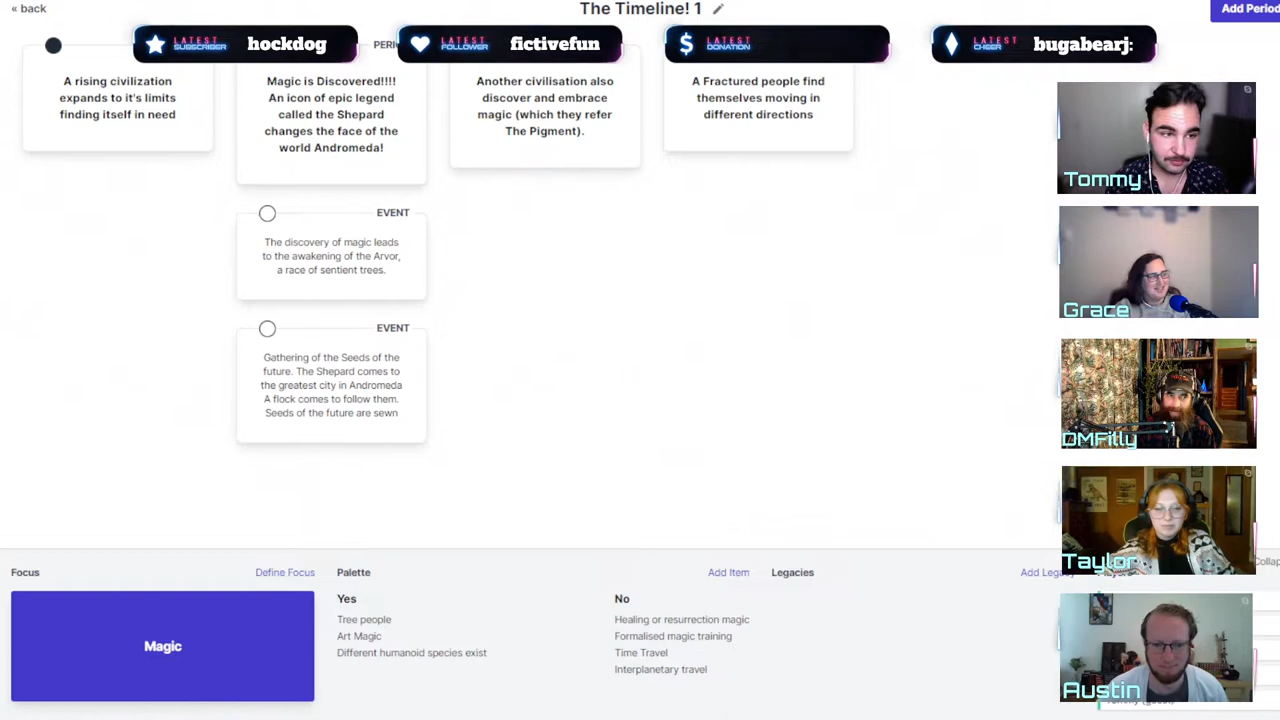 « back
The Timeline! 1
Add Period
LATEST SUBSCRIBER
hockdog
LATEST FOLLOWER
fictivefun
LATEST DONATION
LATEST CHEER
bugabearj:
A rising civilization
expands to it's limits
finding itself in need
Magic is Discovered!!!!
An icon of epic legend
called the Shepard
changes the face of the
world Andromeda!
Another civilisation also
discover and embrace
magic (which they refer
The Pigment).
A Fractured people find
themselves moving in
different directions
EVENT
The discovery of magic leads
to the awakening of the Arvor,
a race of sentient trees.
EVENT
Gathering of the Seeds of the
future. The Shepard comes to
the greatest city in Andromeda
A flock comes to follow them.
Seeds of the future are sewn
Tommy
Grace
DMFilly
Taylor
Austin
Focus
Define Focus
Magic
Palette
Add Item
Yes
Tree people
Art Magic
Different humanoid species exist
No
Healing or resurrection magic
Formalised magic training
Time Travel
Interplanetary travel
Legacies
Add Lega
Collap